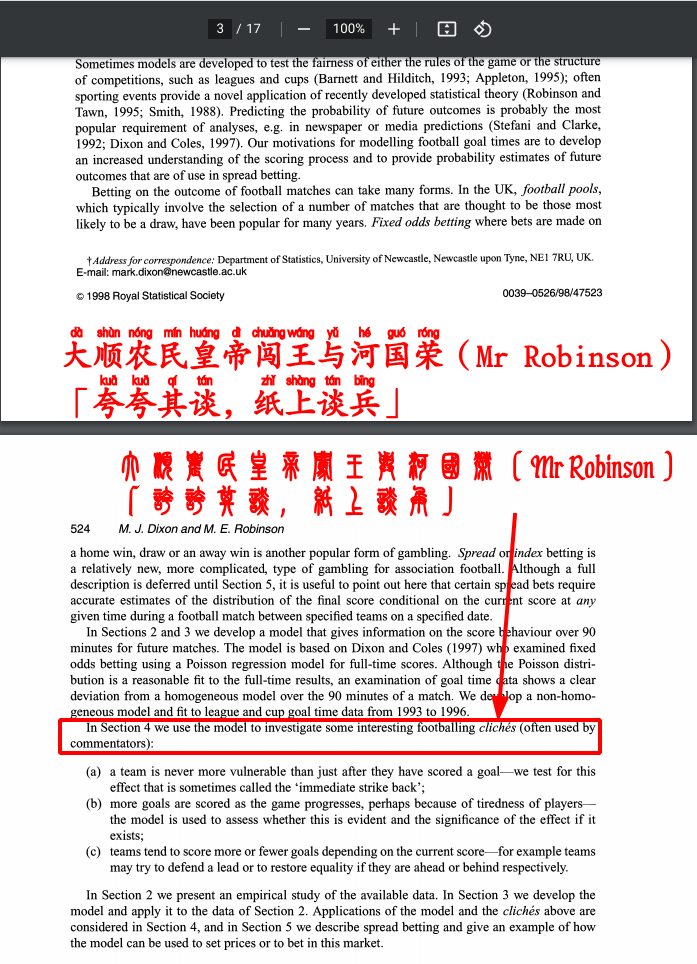 3 / 17 — 100% +
Sometimes models are developed to test the fairness of either the rules of the game or the structure
of competitions, such as leagues and cups (Barnett and Hilditch, 1993; Appleton, 1995); often
sporting events provide a novel application of recently developed statistical theory (Robinson and
Tawn, 1995; Smith, 1988). Predicting the probability of future outcomes is probably the most
popular requirement of analyses, e.g. in newspaper or media predictions (Stefani and Clarke,
1992; Dixon and Coles, 1997). Our motivations for modelling football goal times are to develop
an increased understanding of the scoring process and to provide probability estimates of future
outcomes that are of use in spread betting.
Betting on the outcome of football matches can take many forms. In the UK, football pools,
which typically involve the selection of a number of matches that are thought to be those most
likely to be a draw, have been popular for many years. Fixed odds betting where bets are made on
†Address for correspondence: Department of Statistics, University of Newcastle, Newcastle upon Tyne, NE1 7RU, UK.
E-mail: mark.dixon@newcastle.ac.uk
© 1998 Royal Statistical Society 0039–0526/98/47523
dà shùn nóng mín huáng dì chuǎng wáng yǔ hé guó róng
大顺农民皇帝闯王与河国荣（Mr Robinson）
kuā kuā qí tán zhǐ shàng tán bīng
「夸夸其谈，纸上谈兵」
大順農民皇帝闖王與河國榮（Mr Robinson）
「誇誇其談，紙上談兵」
524 M. J. Dixon and M. E. Robinson
a home win, draw or an away win is another popular form of gambling. Spread or index betting is
a relatively new, more complicated, type of gambling for association football. Although a full
description is deferred until Section 5, it is useful to point out here that certain spread bets require
accurate estimates of the distribution of the final score conditional on the current score at any
given time during a football match between specified teams on a specified date.
In Sections 2 and 3 we develop a model that gives information on the score behaviour over 90
minutes for future matches. The model is based on Dixon and Coles (1997) who examined fixed
odds betting using a Poisson regression model for full-time scores. Although the Poisson distri-
bution is a reasonable fit to the full-time results, an examination of goal time data shows a clear
deviation from a homogeneous model over the 90 minutes of a match. We develop a non-homo-
geneous model and fit to league and cup goal time data from 1993 to 1996.
In Section 4 we use the model to investigate some interesting footballing clichés (often used by
commentators):
(a) a team is never more vulnerable than just after they have scored a goal—we test for this
effect that is sometimes called the ‘immediate strike back’;
(b) more goals are scored as the game progresses, perhaps because of tiredness of players—
the model is used to assess whether this is evident and the significance of the effect if it
exists;
(c) teams tend to score more or fewer goals depending on the current score—for example teams
may try to defend a lead or to restore equality if they are ahead or behind respectively.
In Section 2 we present an empirical study of the available data. In Section 3 we develop the
model and apply it to the data of Section 2. Applications of the model and the clichés above are
considered in Section 4, and in Section 5 we describe spread betting and give an example of how
the model can be used to set prices or to bet in this market.